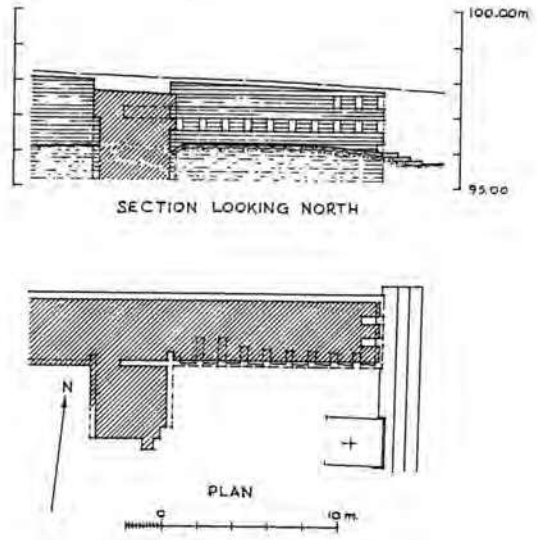 100.00m
95.00
SECTION LOOKING NORTH
N
PLAN
0 10 m.